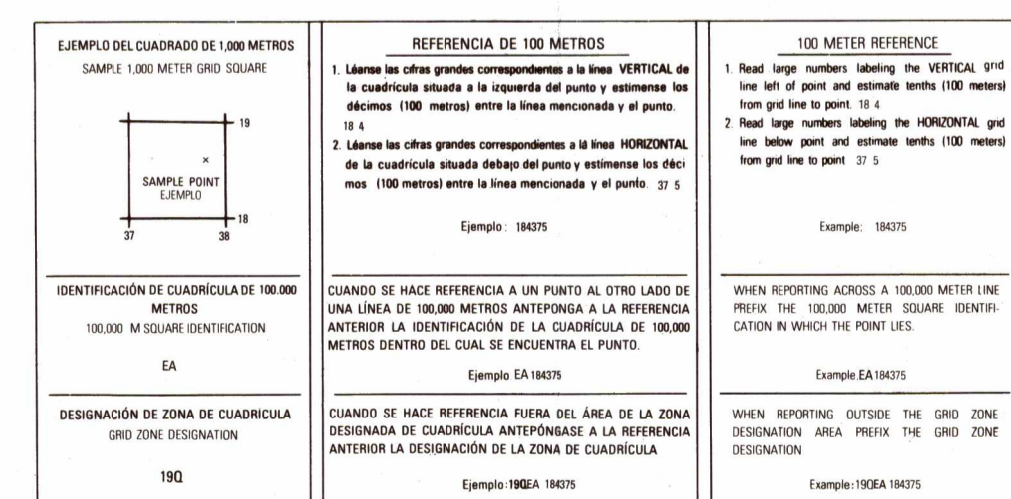 EJEMPLO DEL CUADRADO DE 1,000 METROS
SAMPLE 1,000 METER GRID SQUARE
19
×
SAMPLE POINT
EJEMPLO
18
37 38
IDENTIFICACIÓN DE CUADRÍCULA DE 100.000
METROS
100,000 M SQUARE IDENTIFICATION
EA
DESIGNACIÓN DE ZONA DE CUADRÍCULA
GRID ZONE DESIGNATION
19Q
REFERENCIA DE 100 METROS
1. Léanse las cifras grandes correspondientes a la línea VERTICAL de
la cuadrícula situada a la izquierda del punto y estímense los
décimos (100 metros) entre la línea mencionada y el punto.
18 4
2. Léanse las cifras grandes correspondientes a lá línea HORIZONTAL
de la cuadrícula situada debajo del punto y estímense los déci
mos (100 metros) entre la línea mencionada y el punto. 37 5
Ejemplo: 184375
CUANDO SE HACE REFERENCIA A UN PUNTO AL OTRO LADO DE
UNA LÍNEA DE 100,000 METROS ANTEPONGA A LA REFERENCIA
ANTERIOR LA IDENTIFICACIÓN DE LA CUADRÍCULA DE 100,000
METROS DENTRO DEL CUAL SE ENCUENTRA EL PUNTO.
Ejemplo EA 184375
CUANDO SE HACE REFERENCIA FUERA DEL ÁREA DE LA ZONA
DESIGNADA DE CUADRÍCULA ANTEPÓNGASE A LA REFERENCIA
ANTERIOR LA DESIGNACIÓN DE LA ZONA DE CUADRÍCULA
Ejemplo:19QEA 184375
100 METER REFERENCE
1. Read large numbers labeling the VERTICAL grid
line left of point and estimate tenths (100 meters)
from grid line to point. 18 4
2. Read large numbers labeling the HORIZONTAL grid
line below point and estimate tenths (100 meters)
from grid line to point 37 5
Example: 184375
WHEN REPORTING ACROSS A 100,000 METER LINE
PREFIX THE 100,000 METER SQUARE IDENTIFI-
CATION IN WHICH THE POINT LIES.
Example.EA184375
WHEN REPORTING OUTSIDE THE GRID ZONE
DESIGNATION AREA PREFIX THE GRID ZONE
DESIGNATION
Example:19QEA 184375